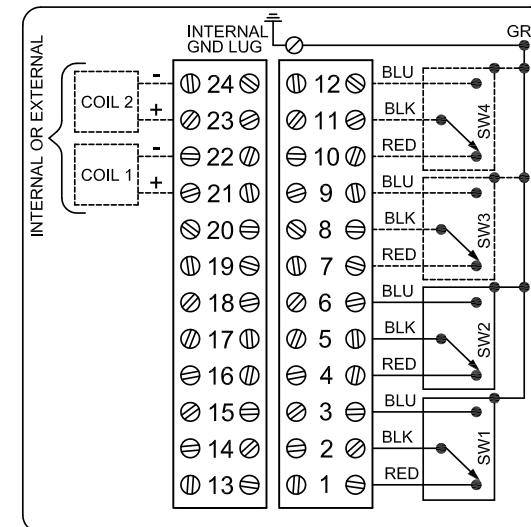 INTERNAL
GND LUG
GR
INTERNAL OR EXTERNAL
COIL 2
-
+
COIL 1
-
+
24
23
22
21
20
19
18
17
16
15
14
13
12
11
10
9
8
7
6
5
4
3
2
1
BLU
BLK
RED
SW4
BLU
BLK
RED
SW3
BLU
BLK
RED
SW2
BLU
BLK
RED
SW1